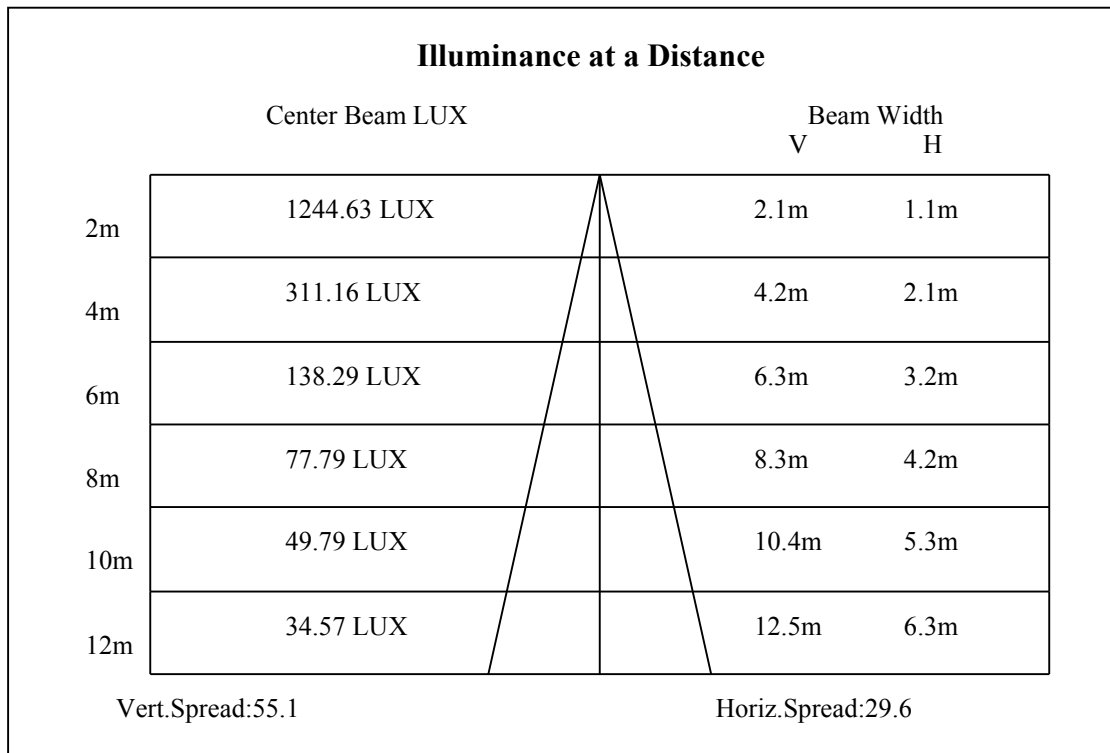 Illuminance at a Distance
Center Beam LUX Beam Width
V H
1244.63 LUX 2.1m 1.1m
2m
311.16 LUX 4.2m 2.1m
4m
138.29 LUX 6.3m 3.2m
6m
77.79 LUX 8.3m 4.2m
8m
49.79 LUX 10.4m 5.3m
10m
34.57 LUX 12.5m 6.3m
12m
Vert.Spread:55.1 Horiz.Spread:29.6